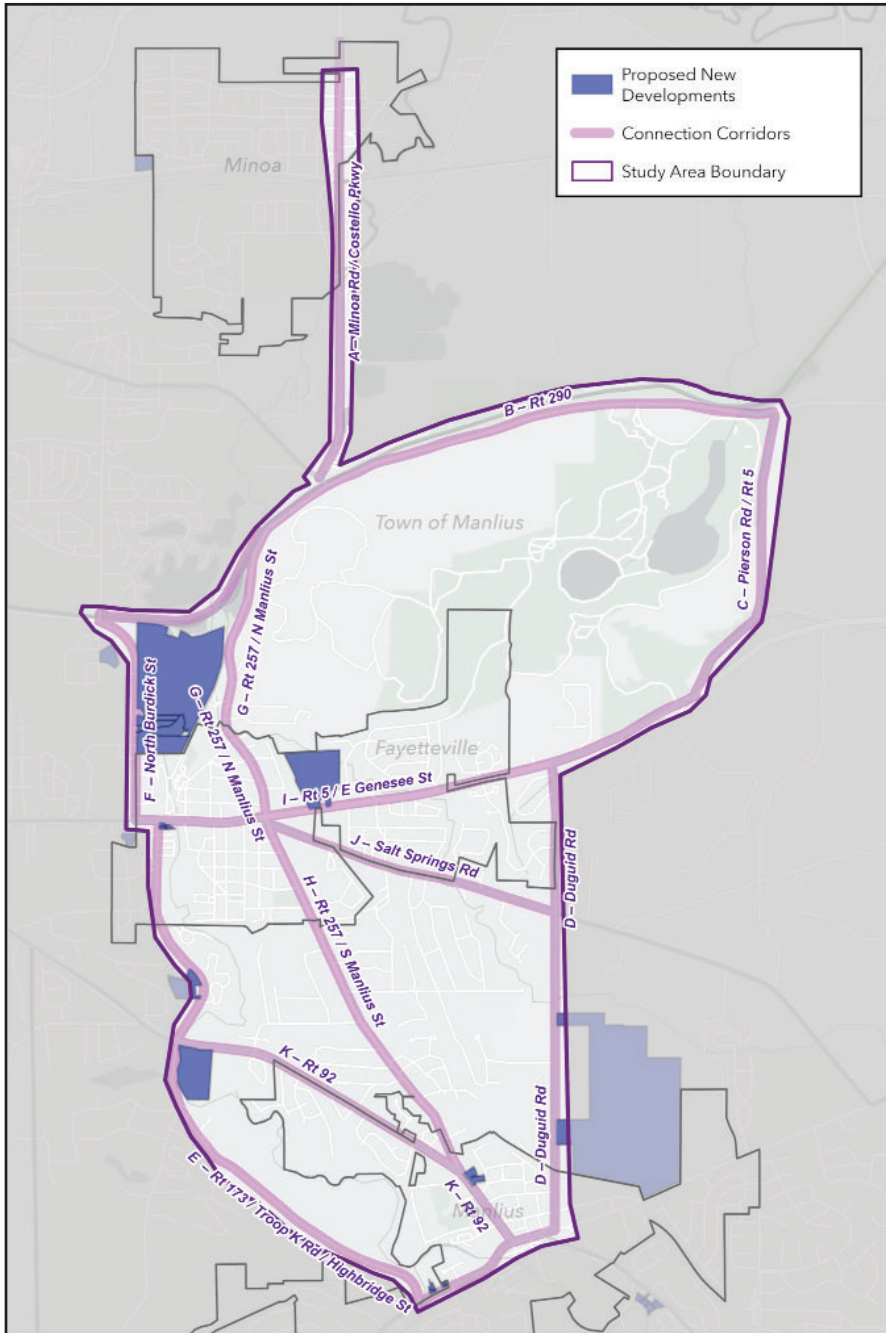 Proposed New
Developments
Connection Corridors
Study Area Boundary
Minoa
A – Minoa Rd / Costello Pkwy
B – Rt 290
Town of Manlius
C – Pierson Rd / Rt 5
G – Rt 257 / N Manlius St
F – North Burdick St
G – Rt 257 / N Manlius St
Fayetteville
I – Rt 5 / E Genesee St
J – Salt Springs Rd
D – Duguid Rd
H – Rt 257 / S Manlius St
K – Rt 92
D – Duguid Rd
E – Rt 173 / Troop K Rd / Highbridge St
K – Rt 92
Manlius